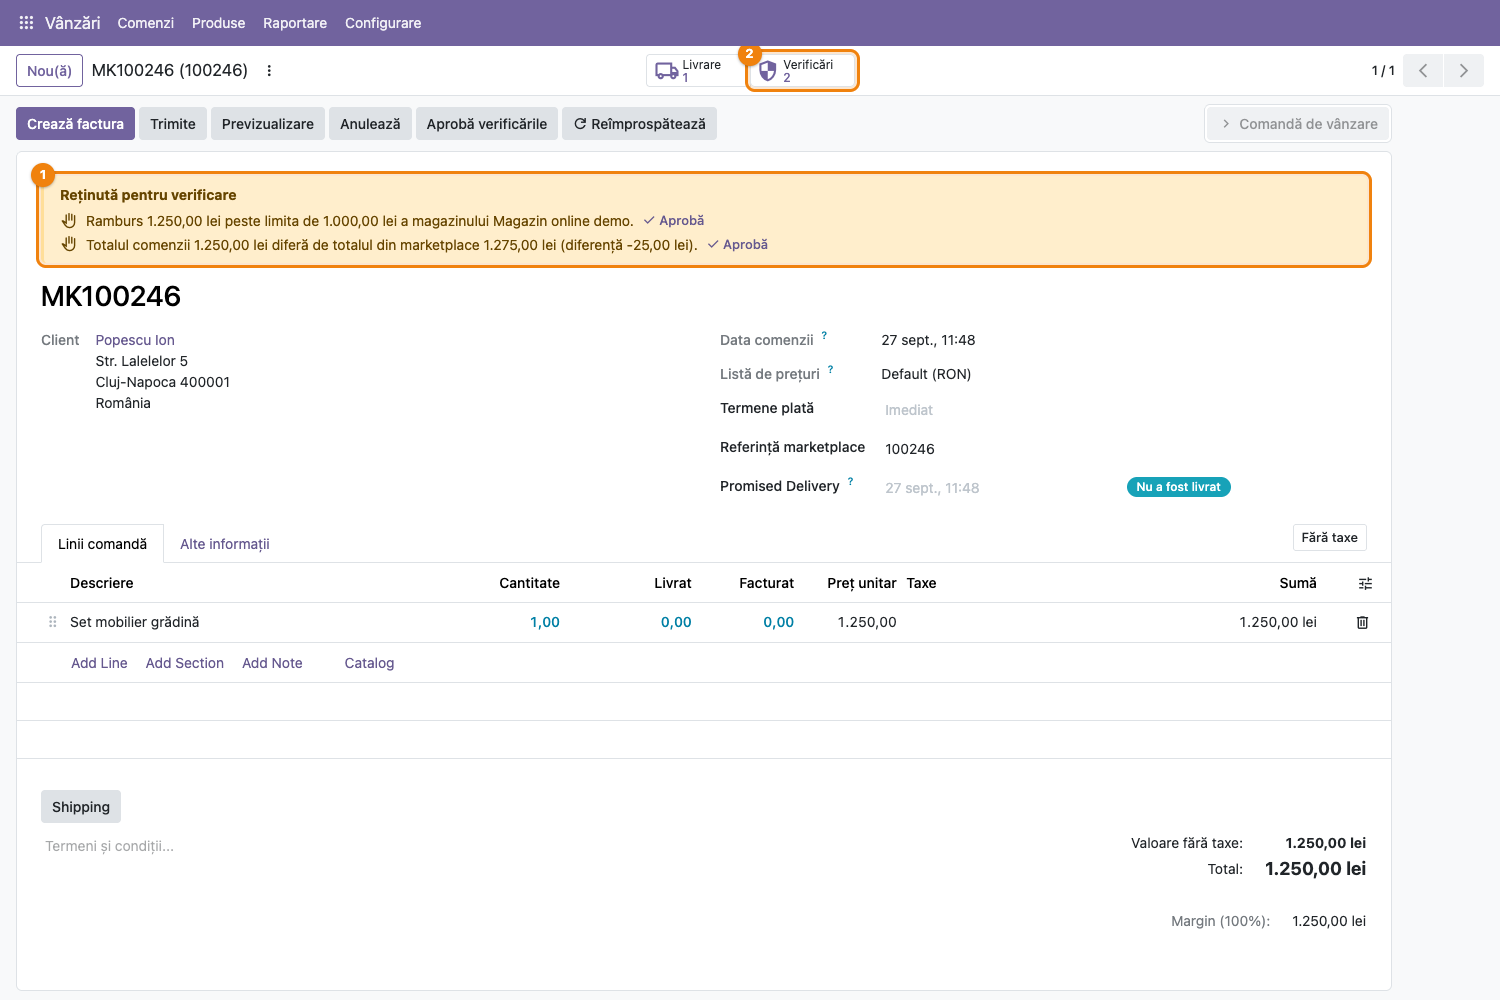 Vânzări Comenzi Produse Raportare Configurare
Nou(ă) MK100246 (100246)
Livrare
1
2
Verificări
2
1 / 1
Crează factura Trimite Previzualizare Anulează Aprobă verificările Reîmprospătează Comandă de vânzare
1
Reținută pentru verificare
Ramburs 1.250,00 lei peste limita de 1.000,00 lei a magazinului Magazin online demo. Aprobă
Totalul comenzii 1.250,00 lei diferă de totalul din marketplace 1.275,00 lei (diferență -25,00 lei). Aprobă
MK100246
Client Popescu Ion
Str. Lalelelor 5
Cluj-Napoca 400001
România
Data comenzii ? 27 sept., 11:48
Listă de prețuri ? Default (RON)
Termene plată Imediat
Referință marketplace 100246
Promised Delivery ? 27 sept., 11:48 Nu a fost livrat
Linii comandă Alte informații Fără taxe
Descriere Cantitate Livrat Facturat Preț unitar Taxe Sumă
Set mobilier grădină 1,00 0,00 0,00 1.250,00 1.250,00 lei
Add Line Add Section Add Note Catalog
Shipping
Termeni și condiții...
Valoare fără taxe: 1.250,00 lei
Total: 1.250,00 lei
Margin (100%): 1.250,00 lei